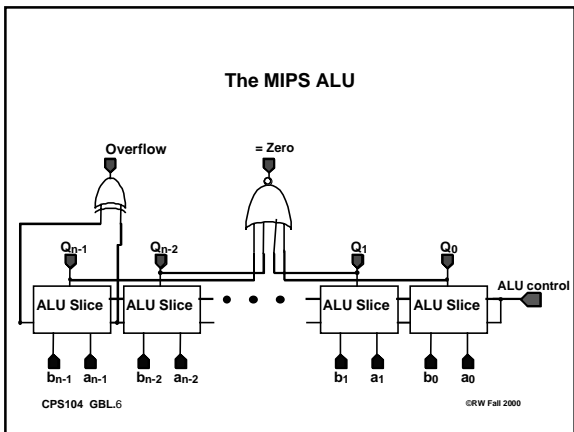 The MIPS ALU
Overflow
= Zero
Qn-1
Qn-2
Q1
Q0
ALU control
ALU Slice
ALU Slice
ALU Slice
ALU Slice
bn-1
an-1
bn-2
an-2
b1
a1
b0
a0
CPS104 GBL.6
©RW Fall 2000